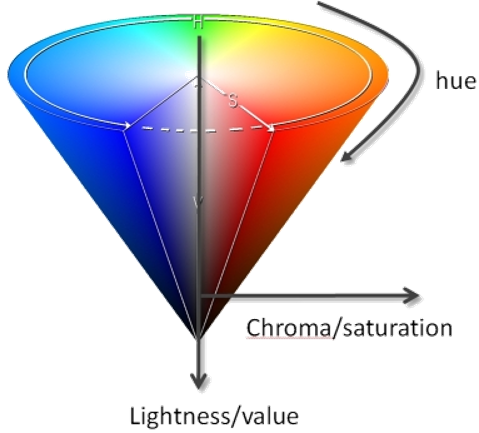 H
hue
S
V
Chroma/saturation
Lightness/value